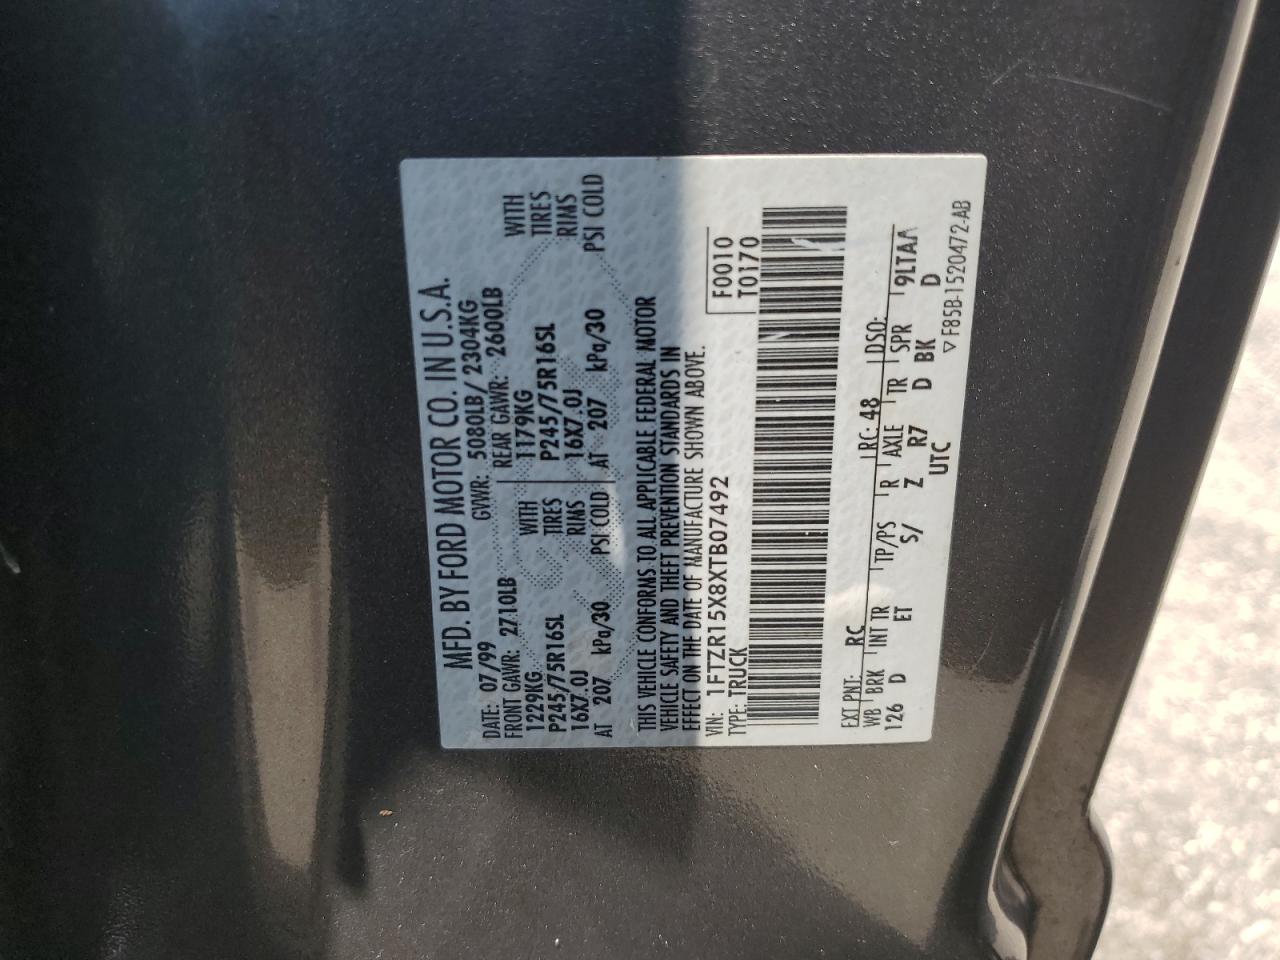 MFD. BY FORD MOTOR CO. IN U.S.A.
DATE: 07/99 GVWR: 5080LB/ 2304KG
FRONT GAWR: 2710LB REAR GAWR: 2600LB
1229KG WITH 1179KG WITH
P245/75R16SL TIRES P245/75R16SL TIRES
16X7.0J RIMS 16X7.0J RIMS
AT 207 kPa/30 PSI COLD AT 207 kPa/30 PSI COLD
THIS VEHICLE CONFORMS TO ALL APPLICABLE FEDERAL MOTOR
VEHICLE SAFETY AND THEFT PREVENTION STANDARDS IN
EFFECT ON THE DATE OF MANUFACTURE SHOWN ABOVE.
VIN: 1FTZR15X8XTB07492 F0010
TYPE: TRUCK T0170
EXT PNT: RC RC: 48 DSO:
WB BRK INT TR TP/PS R AXLE TR SPR 9LTAA
126 D ET S/ Z R7 D BK D
UTC
▽ F85B-1520472-AB